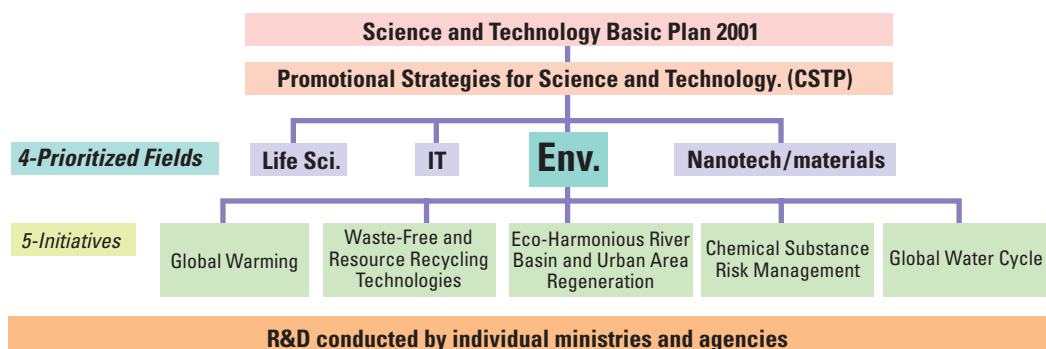 Science and Technology Basic Plan 2001
Promotional Strategies for Science and Technology. (CSTP)
4-Prioritized Fields
Life Sci.
IT
Env.
Nanotech/materials
5-Initiatives
Global Warming
Waste-Free and
Resource Recycling
Technologies
Eco-Harmonious River
Basin and Urban Area
Regeneration
Chemical Substance
Risk Management
Global Water Cycle
R&D conducted by individual ministries and agencies